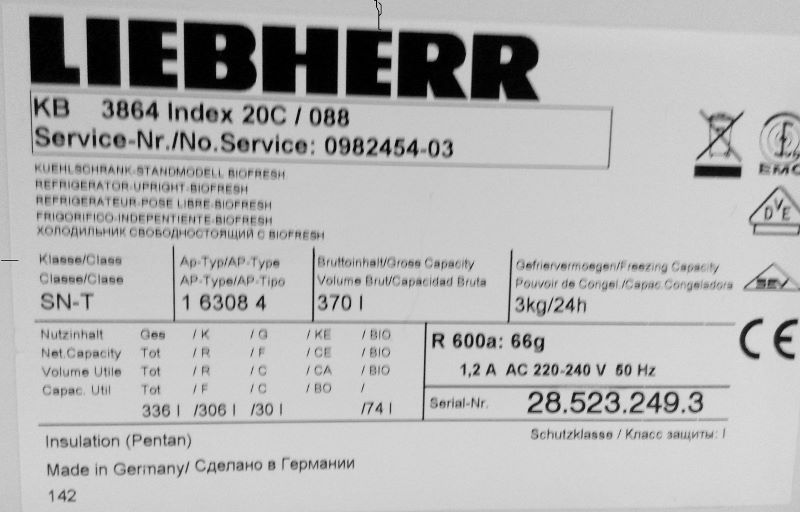 LIEBHERR
KB 3864 Index 20C / 088
Service-Nr./No.Service: 0982454-03
KUEHLSCHRANK-STANDMODELL BIOFRESH
REFRIGERATOR-UPRIGHT-BIOFRESH
REFRIGERATEUR-POSE LIBRE-BIOFRESH
FRIGORIFICO-INDEPENTIENTE-BIOFRESH
ХОЛОДИЛЬНИК СВОБОДНОСТОЯЩИЙ С BIOFRESH
EMC
DVE
SEV
CE
Klasse/Class Ap-Typ/AP-Type Bruttoinhalt/Gross Capacity Gefriervermoegen/Freezing Capacity
Classe/Clase AP-Type/AP-Tipo Volume Brut/Capacidad Bruta Pouvoir de Congel./Capac.Congeladora
SN-T 1 6308 4 370 l 3kg/24h
Nutzinhalt Ges /K /G /KE /BIO
Net.Capacity Tot /R /F /CE /BIO
Volume Utile Tot /R /C /CA /BIO
Capac. Util Tot /F /C /BO /
336 l /306 l /30 l /74 l
R 600a: 66g
1,2 A AC 220-240 V 50 Hz
Serial-Nr. 28.523.249.3
Insulation (Pentan) Schutzklasse / Класс защиты: I
Made in Germany/ Сделано в Германии
142